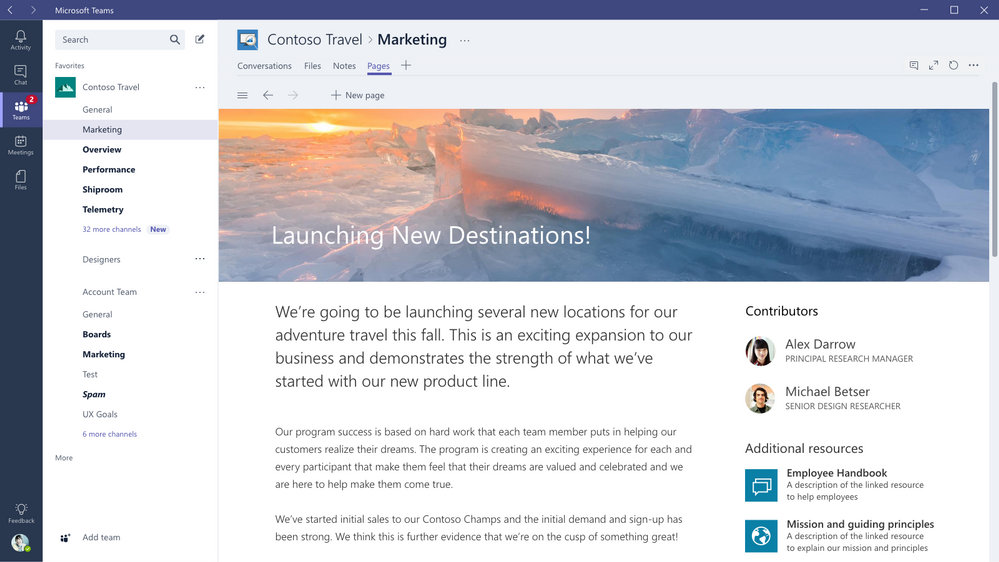 Microsoft Teams
Search
Activity
Chat
2
Teams
Meetings
Files
Feedback
Favorites
Contoso Travel
General
Marketing
Overview
Performance
Shiproom
Telemetry
32 more channels New
Designers
Account Team
General
Boards
Marketing
Test
Spam
UX Goals
6 more channels
More
Add team
Contoso Travel > Marketing
Conversations Files Notes Pages
New page
Launching New Destinations!
We're going to be launching several new locations for our
adventure travel this fall. This is an exciting expansion to our
business and demonstrates the strength of what we've
started with our new product line.
Our program success is based on hard work that each team member puts in helping our
customers realize their dreams. The program is creating an exciting experience for each and
every participant that make them feel that their dreams are valued and celebrated and we
are here to help make them come true.
We've started initial sales to our Contoso Champs and the initial demand and sign-up has
been strong. We think this is further evidence that we're on the cusp of something great!
Contributors
Alex Darrow
PRINCIPAL RESEARCH MANAGER
Michael Betser
SENIOR DESIGN RESEARCHER
Additional resources
Employee Handbook
A description of the linked resource
to help employees
Mission and guiding principles
A description of the linked resource
to explain our mission and principles